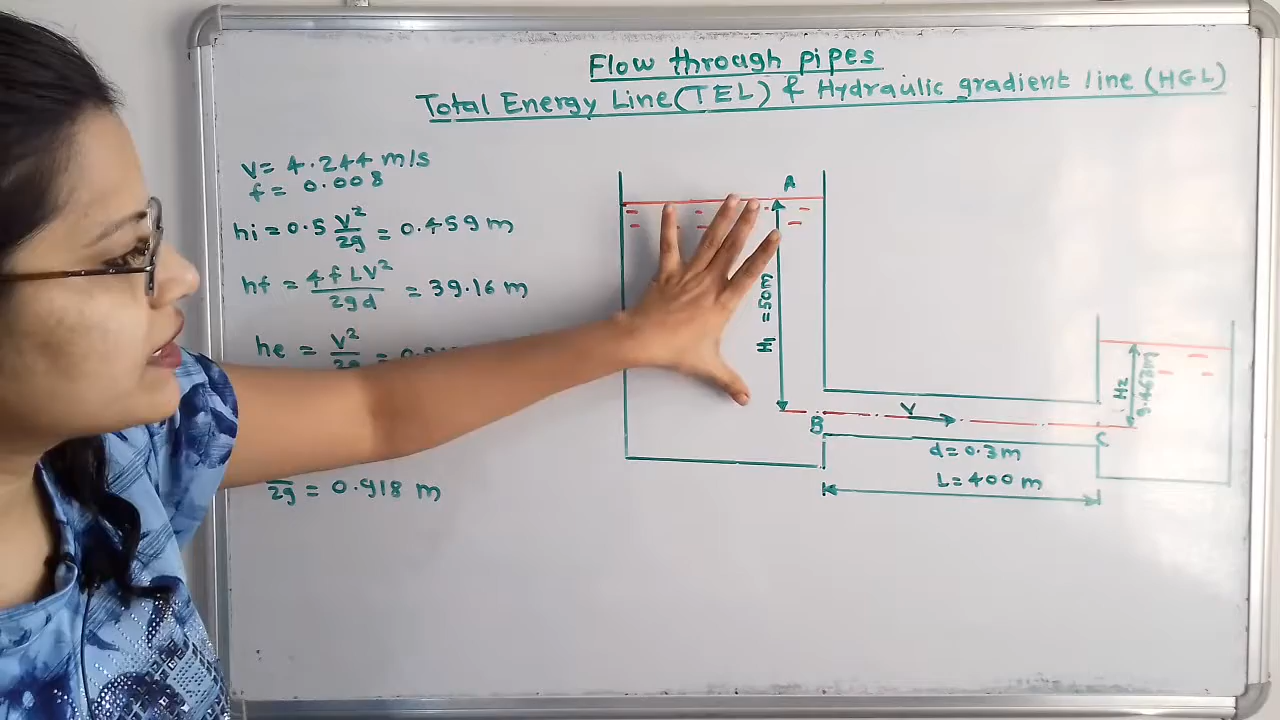 Flow through pipes
Total Energy Line (TEL) & Hydraulic gradient line (HGL)
V = 4.244 m/s
f = 0.008
hi = 0.5 V²/2g = 0.459 m
hf = 4fLV²/2gd = 39.16 m
he = V²/2g =
2g = 0.918 m
A
H1 = 50m
B
V
C
d = 0.3m
L = 400 m
H2
9.463m